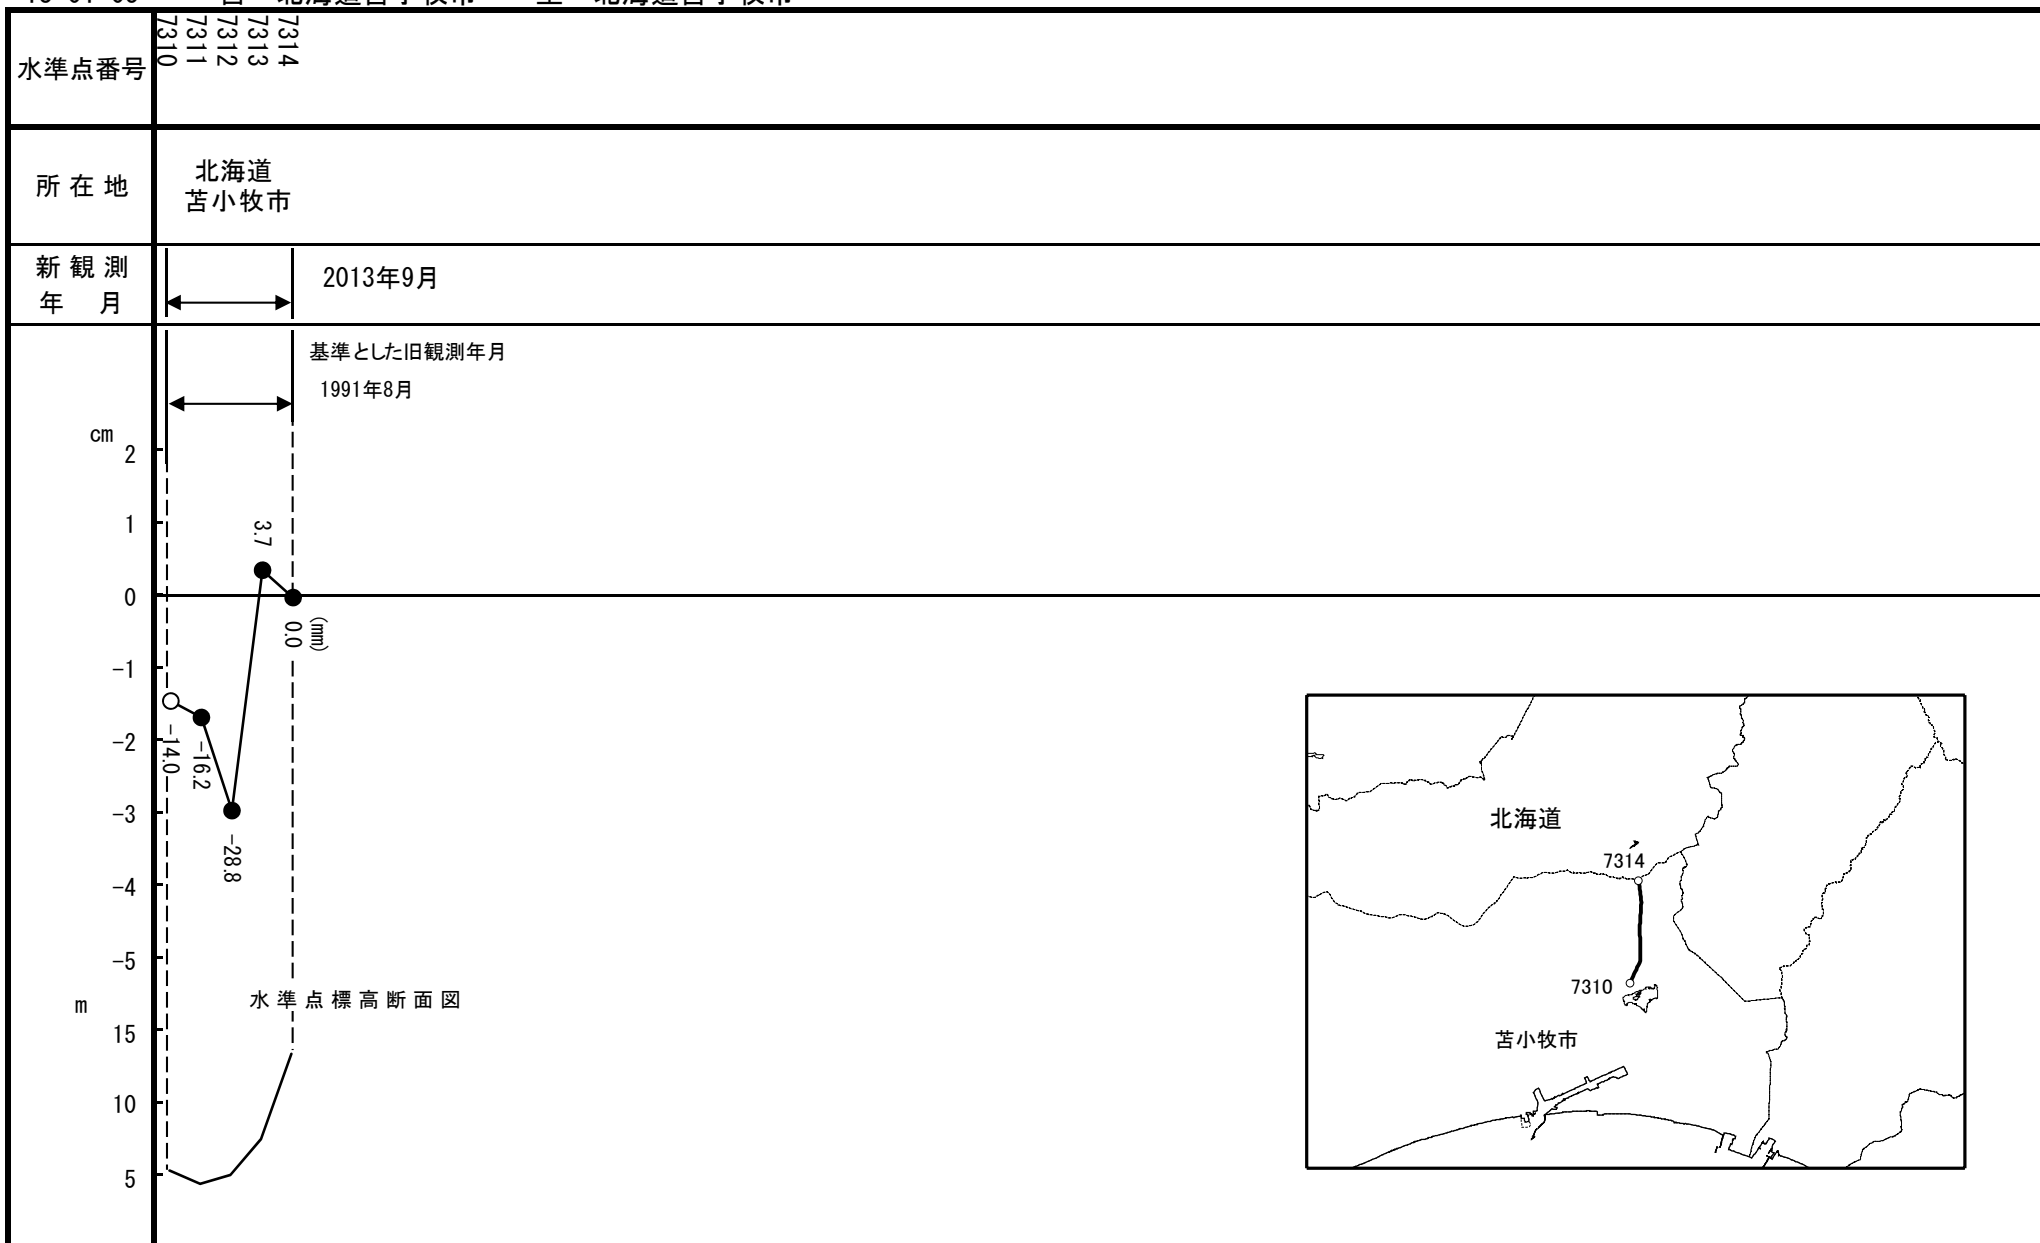 水準点番号
7310
7311
7312
7313
7314
所在地
北海道
苫小牧市
新観測
年 月
2013年9月
基準とした旧観測年月
1991年8月
cm
2
1
0
-1
-2
-3
-4
-5
3.7
0.0
(mm)
-14.0
-16.2
-28.8
水準点標高断面図
m
15
10
5
北海道
7314
7310
苫小牧市